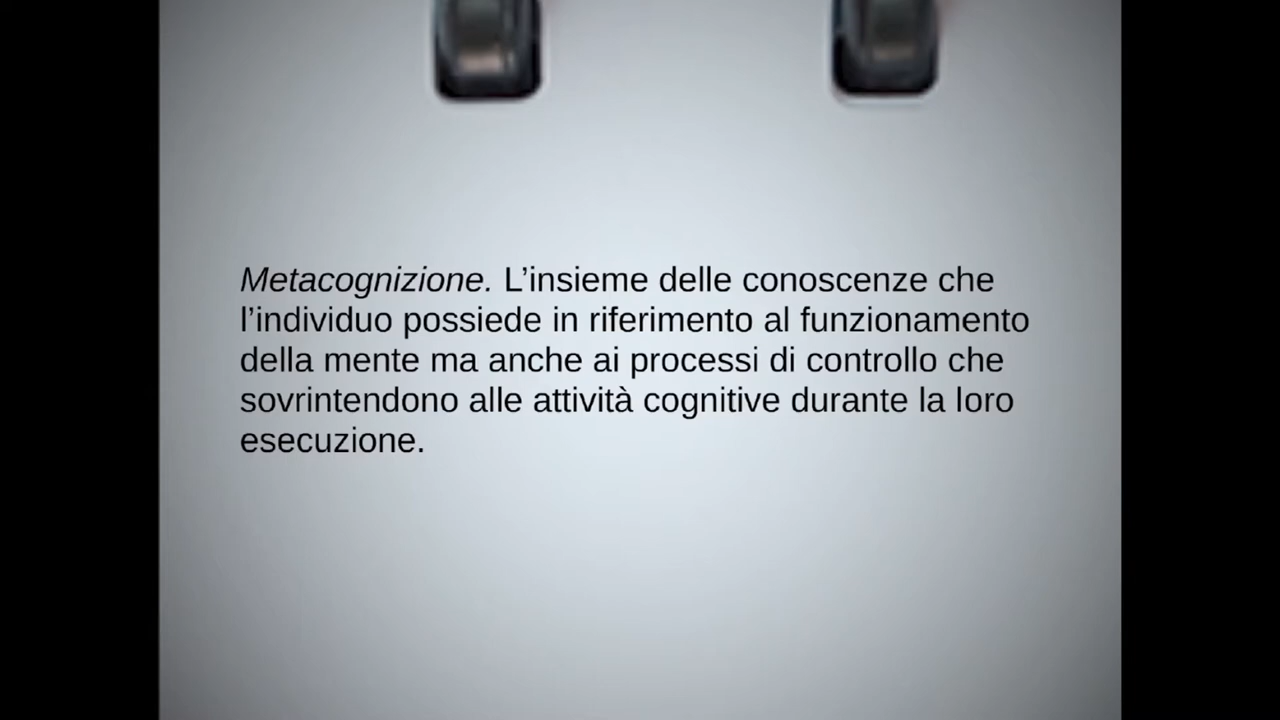 Metacognizione. L’insieme delle conoscenze che
l’individuo possiede in riferimento al funzionamento
della mente ma anche ai processi di controllo che
sovrintendono alle attività cognitive durante la loro
esecuzione.